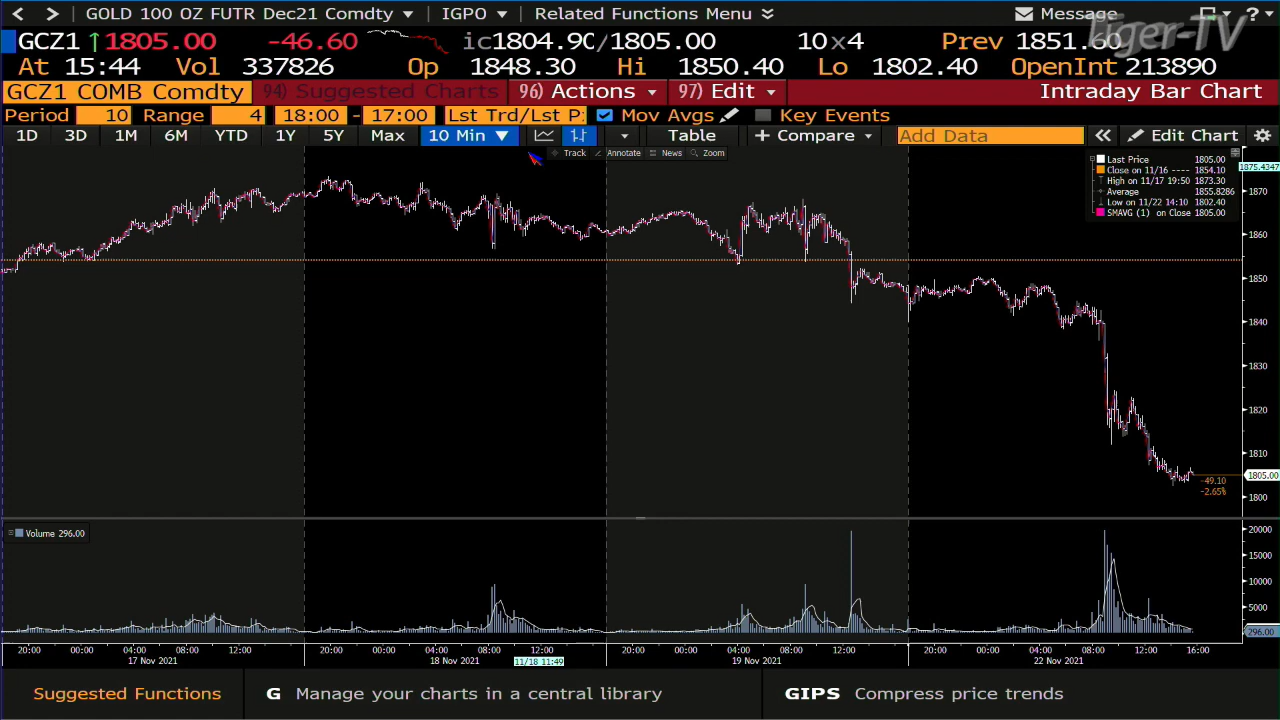 < > GOLD 100 OZ FUTR Dec21 Comdty IGPO Related Functions Menu Message ?
Tiger-TV
GCZ1 ↑1805.00 -46.60 ic1804.90/1805.00 10x4 Prev 1851.60
At 15:44 Vol 337826 Op 1848.30 Hi 1850.40 Lo 1802.40 OpenInt 213890
GCZ1 COMB Comdty 94) Suggested Charts 96) Actions 97) Edit Intraday Bar Chart
Period 10 Range 4 18:00 - 17:00 Lst Trd/Lst P: Mov Avgs Key Events
1D 3D 1M 6M YTD 1Y 5Y Max 10 Min ▼ Table + Compare Add Data « Edit Chart
Track Annotate News Zoom
Last Price 1805.00
Close on 11/16 ---- 1854.10
High on 11/17 19:50 1873.30
Average 1855.8286
Low on 11/22 14:10 1802.40
SMAVG (1) on Close 1805.00
1875.4347
1870
1860
1850
1840
1830
1820
1810
1805.00
1800
-49.10
-2.65%
Volume 296.00
20000
15000
10000
5000
296.00
20:00 00:00 04:00 08:00 12:00 20:00 00:00 04:00 08:00 12:00 20:00 00:00 04:00 08:00 12:00 20:00 00:00 04:00 08:00 12:00 16:00
17 Nov 2021 18 Nov 2021 11/18 11:49 19 Nov 2021 22 Nov 2021
Suggested Functions G Manage your charts in a central library GIPS Compress price trends